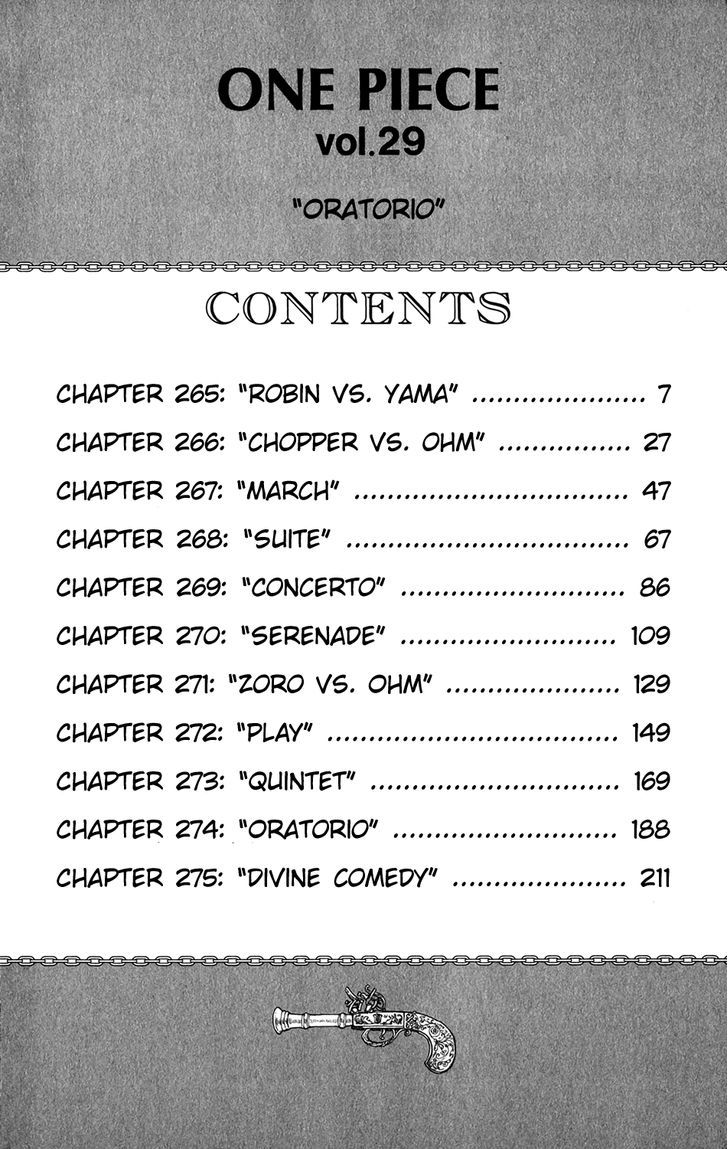 ONE PIECE
vol.29
"ORATORIO"
CONTENTS
CHAPTER 265: "ROBIN VS. YAMA" ..................... 7
CHAPTER 266: "CHOPPER VS. OHM" ................ 27
CHAPTER 267: "MARCH" ................................. 47
CHAPTER 268: "SUITE" .................................. 67
CHAPTER 269: "CONCERTO" ........................... 86
CHAPTER 270: "SERENADE" .......................... 109
CHAPTER 271: "ZORO VS. OHM" ..................... 129
CHAPTER 272: "PLAY" ................................... 149
CHAPTER 273: "QUINTET" .............................. 169
CHAPTER 274: "ORATORIO" ........................... 188
CHAPTER 275: "DIVINE COMEDY" ..................... 211